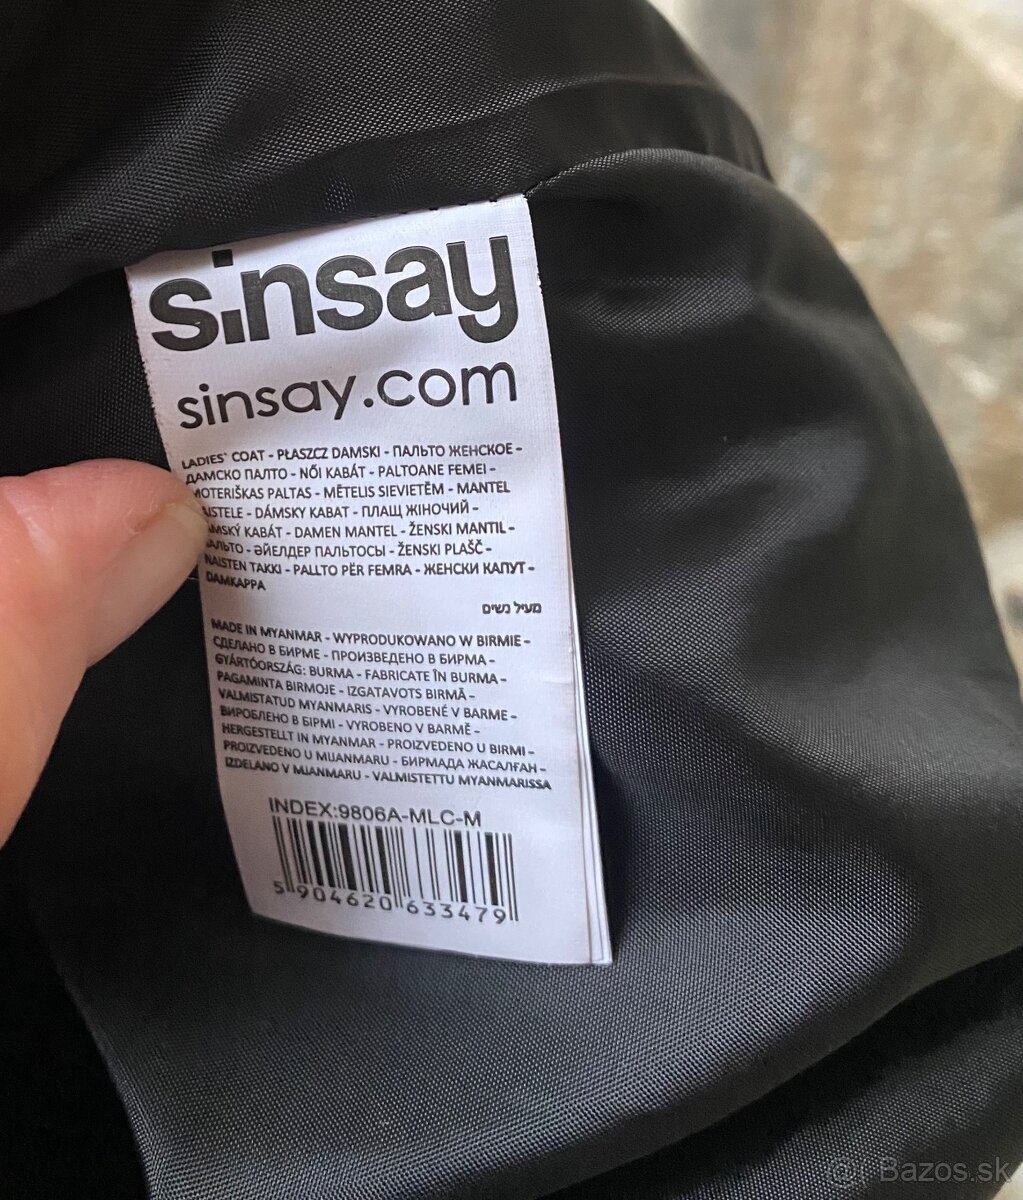 sinsay
sinsay.com
LADIES' COAT - PŁASZCZ DAMSKI - ПАЛЬТО ЖЕНСКОЕ -
ДАМСКО ПАЛТО - NŐI KABÁT - PALTOANE FEMEI -
MOTERIŠKAS PALTAS - MĒTELIS SIEVIETĒM - MANTEL
DÁMSKY KABAT - ПЛАЩ ЖІНОЧИЙ -
KABÁT - DAMEN MANTEL - ŽENSKI MANTIL -
- ӘЙЕЛДЕР ПАЛЬТОСЫ - ŽENSKI PLAŠČ -
NAISTEN TAKKI - PALLTO PËR FEMRA - ЖЕНСКИ КАПУТ -
DAMKAPPA
מעיל נשים
MADE IN MYANMAR - WYPRODUKOWANO W BIRMIE -
СДЕЛАНО В БИРМЕ - ПРОИЗВЕДЕНО В БИРМА -
GYÁRTÓORSZÁG: BURMA - FABRICATE ÎN BURMA -
PAGAMINTA BIRMOJE - IZGATAVOTS BIRMĀ -
VALMISTATUD MYANMARIS - VYROBENÉ V BARME -
ВИРОБЛЕНО В БІРМІ - VYROBENO V BARMĚ -
HERGESTELLT IN MYANMAR - PROIZVEDENO U BIRMI -
PROIZVEDENO U MIJANMARU - БИРМАДА ЖАСАЛҒАН -
IZDELANO V MJANMARU - VALMISTETTU MYANMARISSA
INDEX:9806A-MLC-M
5 904620 633479
Bazos.sk